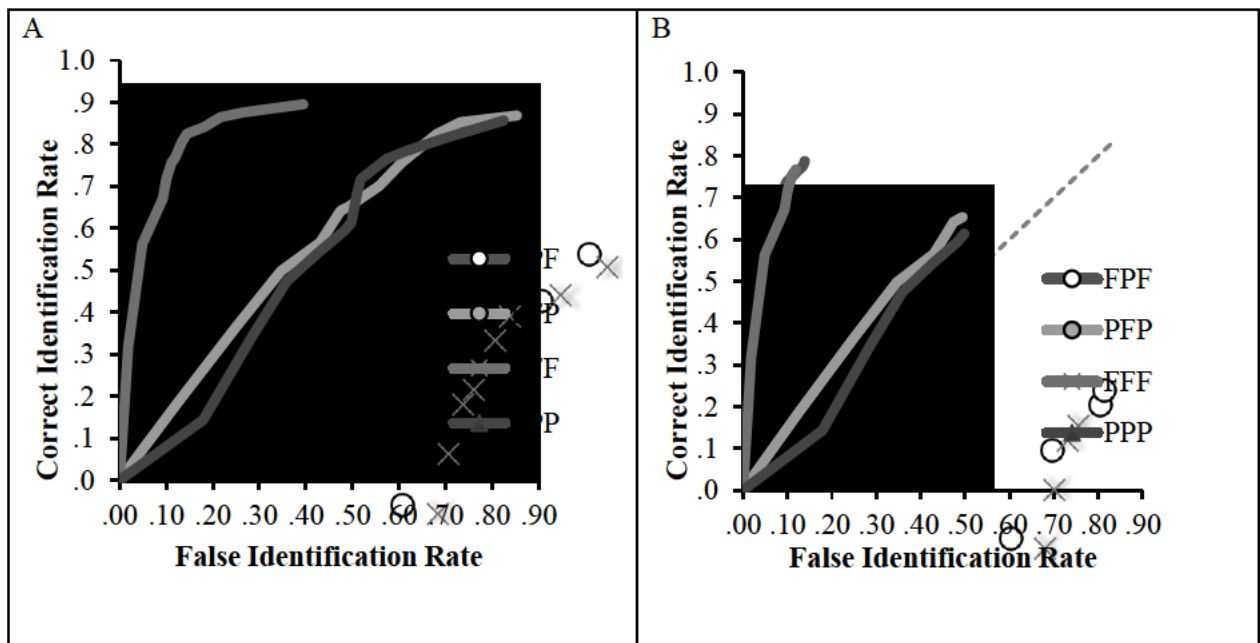 A
1.0
.9
.8
.7
.6
.5
.4
.3
.2
.1
.0
Correct Identification Rate
.00 .10 .20 .30 .40 .50 .60 .70 .80 .90
False Identification Rate
B
1.0
.9
.8
.7
.6
.5
.4
.3
.2
.1
.0
Correct Identification Rate
FPF
PFP
FFF
PPP
.00 .10 .20 .30 .40 .50 .60 .70 .80 .90
False Identification Rate